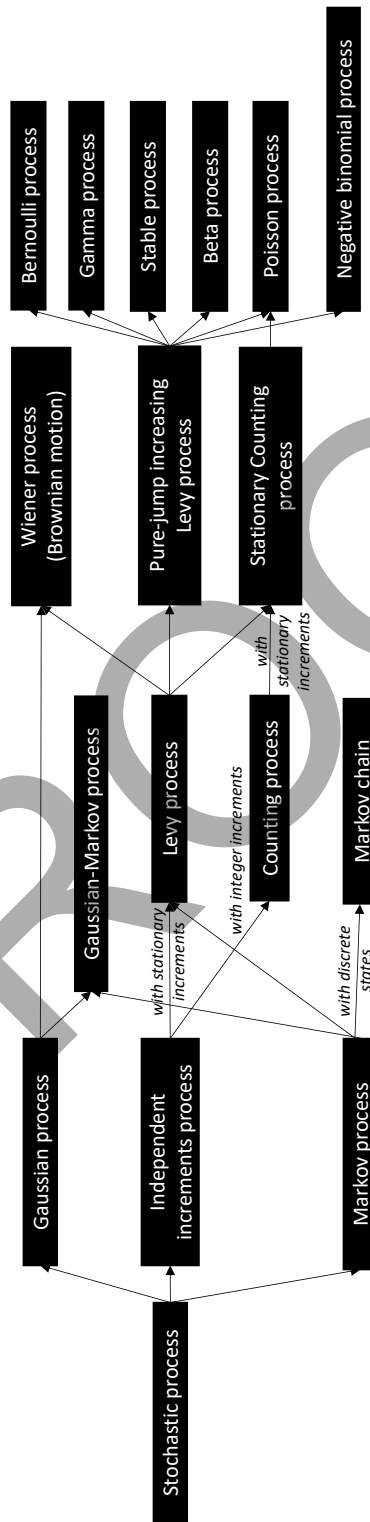 Stochastic process
Gaussian process
Independent
increments process
Markov process
with stationary
increments
with integer increments
with discrete
states
Gaussian-Markov process
Levy process
Counting process
Markov chain
with
stationary
increments
Wiener process
(Brownian motion)
Pure-jump increasing
Levy process
Stationary Counting
process
Bernoulli process
Gamma process
Stable process
Beta process
Poisson process
Negative binomial process